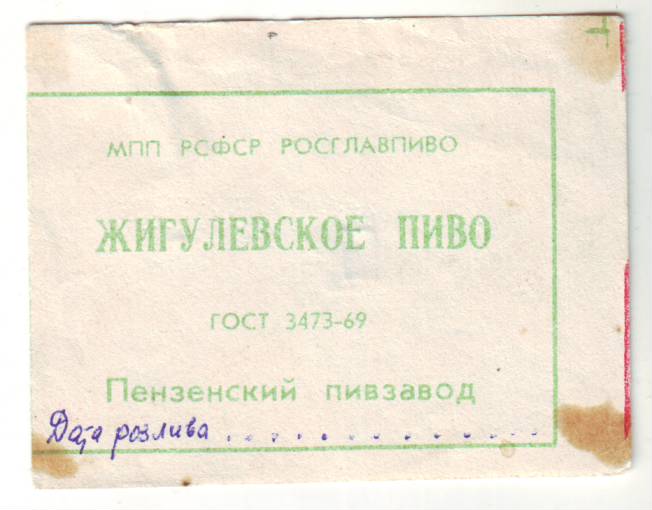 МПП РСФСР РОСГЛАВПИВО
ЖИГУЛЕВСКОЕ ПИВО
ГОСТ 3473-69
Пензенский пивзавод
Дата розлива . . . . . . . . . . . . . .